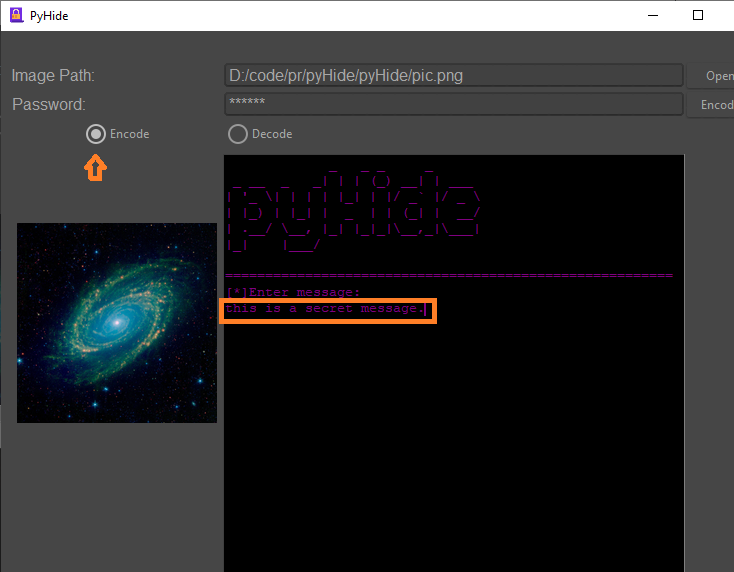 PyHide
Image Path:
D:/code/pr/pyHide/pyHide/pic.png
Open
Password:
******
Encod
Encode
Decode
pyHide
[*]Enter message:
this is a secret message.